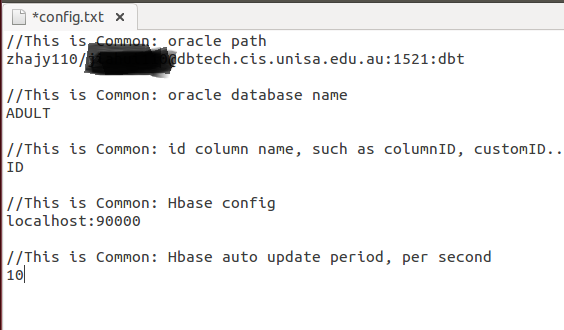 *config.txt
//This is Common: oracle path
zhajy110/ @dbtech.cis.unisa.edu.au:1521:dbt
//This is Common: oracle database name
ADULT
//This is Common: id column name, such as columnID, customID..
ID
//This is Common: Hbase config
localhost:90000
//This is Common: Hbase auto update period, per second
10